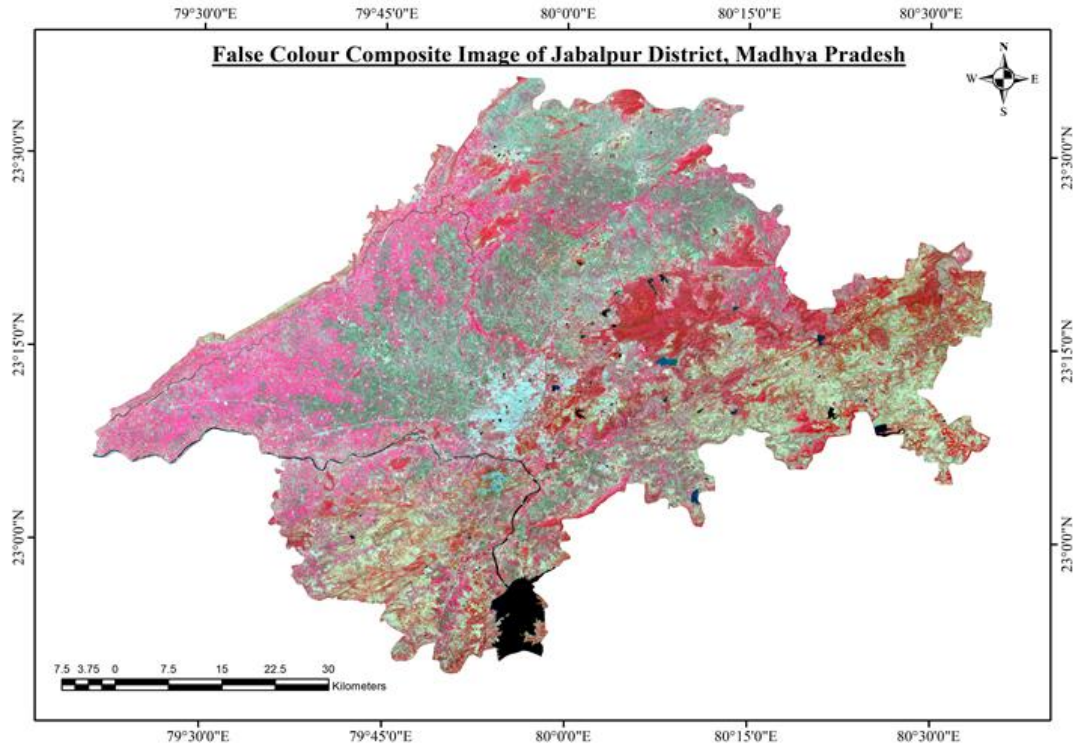 79°30'0"E 79°45'0"E 80°0'0"E 80°15'0"E 80°30'0"E
False Colour Composite Image of Jabalpur District, Madhya Pradesh
N
W E
S
23°30'0"N 23°30'0"N
23°15'0"N 23°15'0"N
23°0'0"N 23°0'0"N
7.5 3.75 0 7.5 15 22.5 30
Kilometers
79°30'0"E 79°45'0"E 80°0'0"E 80°15'0"E 80°30'0"E